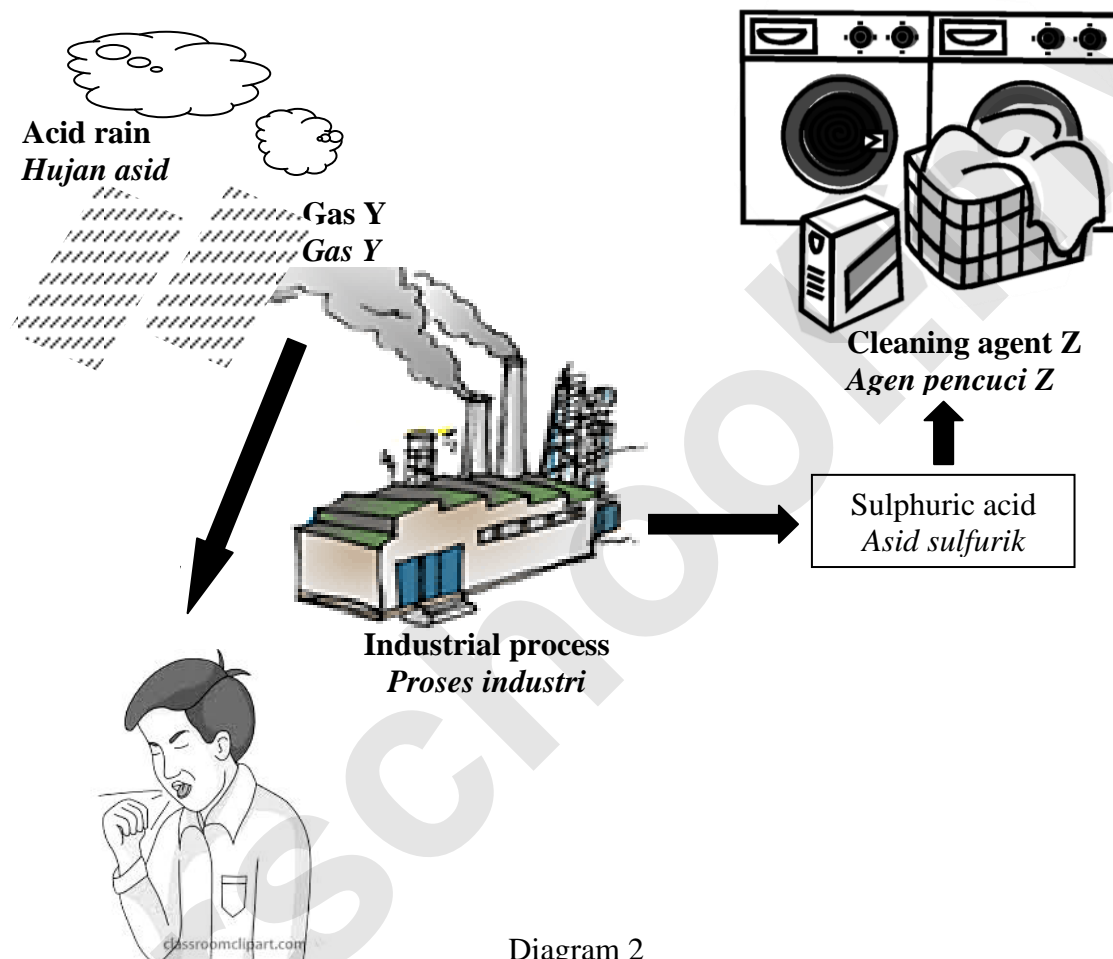 Acid rain
Hujan asid
Gas Y
Gas Y
Cleaning agent Z
Agen pencuci Z
Sulphuric acid
Asid sulfurik
Industrial process
Proses industri
classroomclipart.com
Diagram 2